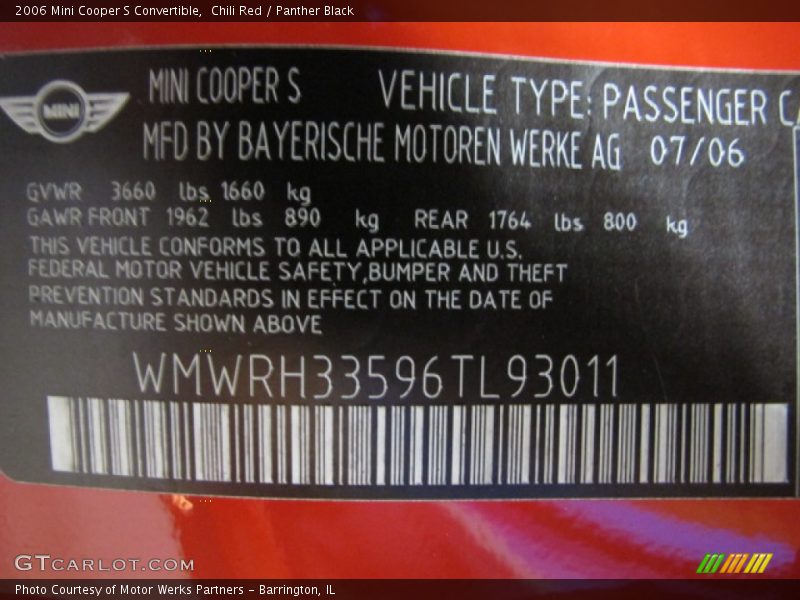 2006 Mini Cooper S Convertible,  Chili Red / Panther Black
MINI
MINI COOPER S
VEHICLE TYPE: PASSENGER
MFD BY BAYERISCHE MOTOREN WERKE AG 07/06
GVWR 3660 lbs 1660 kg
GAWR FRONT 1962 lbs 890 kg REAR 1764 lbs 800 kg
THIS VEHICLE CONFORMS TO ALL APPLICABLE U.S.
FEDERAL MOTOR VEHICLE SAFETY,BUMPER AND THEFT
PREVENTION STANDARDS IN EFFECT ON THE DATE OF
MANUFACTURE SHOWN ABOVE
WMWRH33596TL93011
GTCARLOT.COM
Photo Courtesy of Motor Werks Partners - Barrington, IL